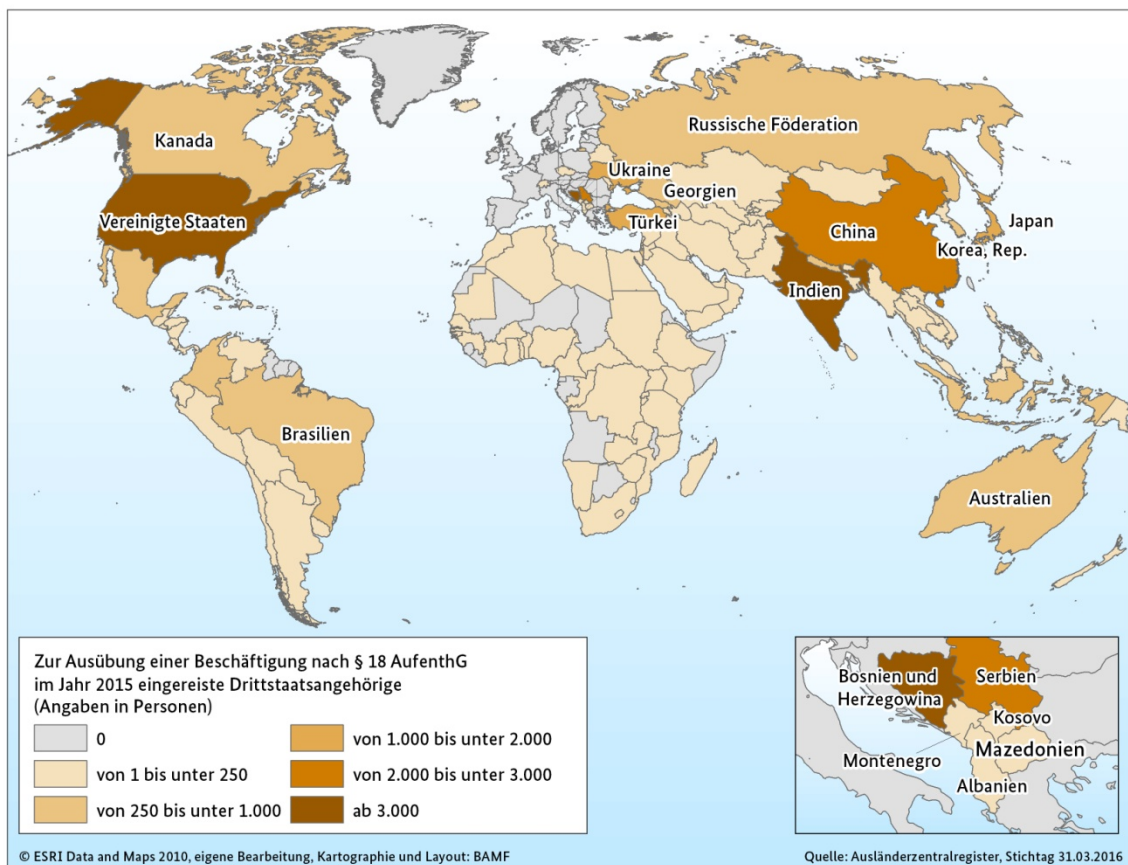 Kanada
Russische Föderation
Ukraine
Georgien
Vereinigte Staaten
Türkei
China
Japan
Korea, Rep.
Indien
Brasilien
Australien
Zur Ausübung einer Beschäftigung nach § 18 AufenthG
im Jahr 2015 eingereiste Drittstaatsangehörige
(Angaben in Personen)
0
von 1 bis unter 250
von 250 bis unter 1.000
von 1.000 bis unter 2.000
von 2.000 bis unter 3.000
ab 3.000
Bosnien und
Herzegowina
Serbien
Kosovo
Montenegro
Mazedonien
Albanien
© ESRI Data and Maps 2010, eigene Bearbeitung, Kartographie und Layout: BAMF
Quelle: Ausländerzentralregister, Stichtag 31.03.2016